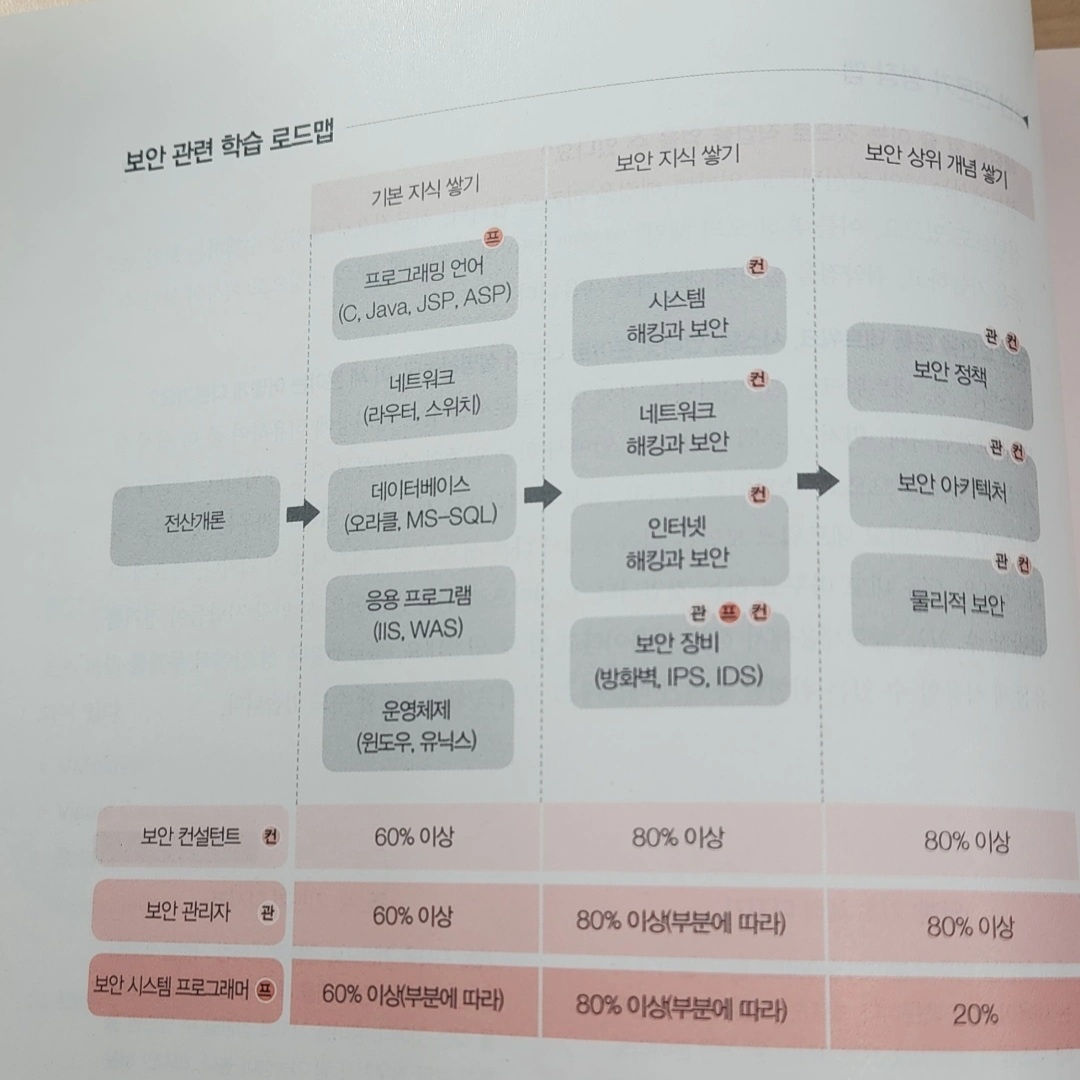 보안 관련 학습 로드맵
기본 지식 쌓기
보안 지식 쌓기
보안 상위 개념 쌓기
전산개론
프
프로그래밍 언어
(C, Java, JSP, ASP)
네트워크
(라우터, 스위치)
데이터베이스
(오라클, MS-SQL)
응용 프로그램
(IIS, WAS)
운영체제
(윈도우, 유닉스)
컨
시스템
해킹과 보안
컨
네트워크
해킹과 보안
컨
인터넷
해킹과 보안
관 프 컨
보안 장비
(방화벽, IPS, IDS)
관 컨
보안 정책
관 컨
보안 아키텍처
관 컨
물리적 보안
보안 컨설턴트 컨 60% 이상 80% 이상 80% 이상
보안 관리자 관 60% 이상 80% 이상(부분에 따라) 80% 이상
보안 시스템 프로그래머 프 60% 이상(부분에 따라) 80% 이상(부분에 따라) 20%